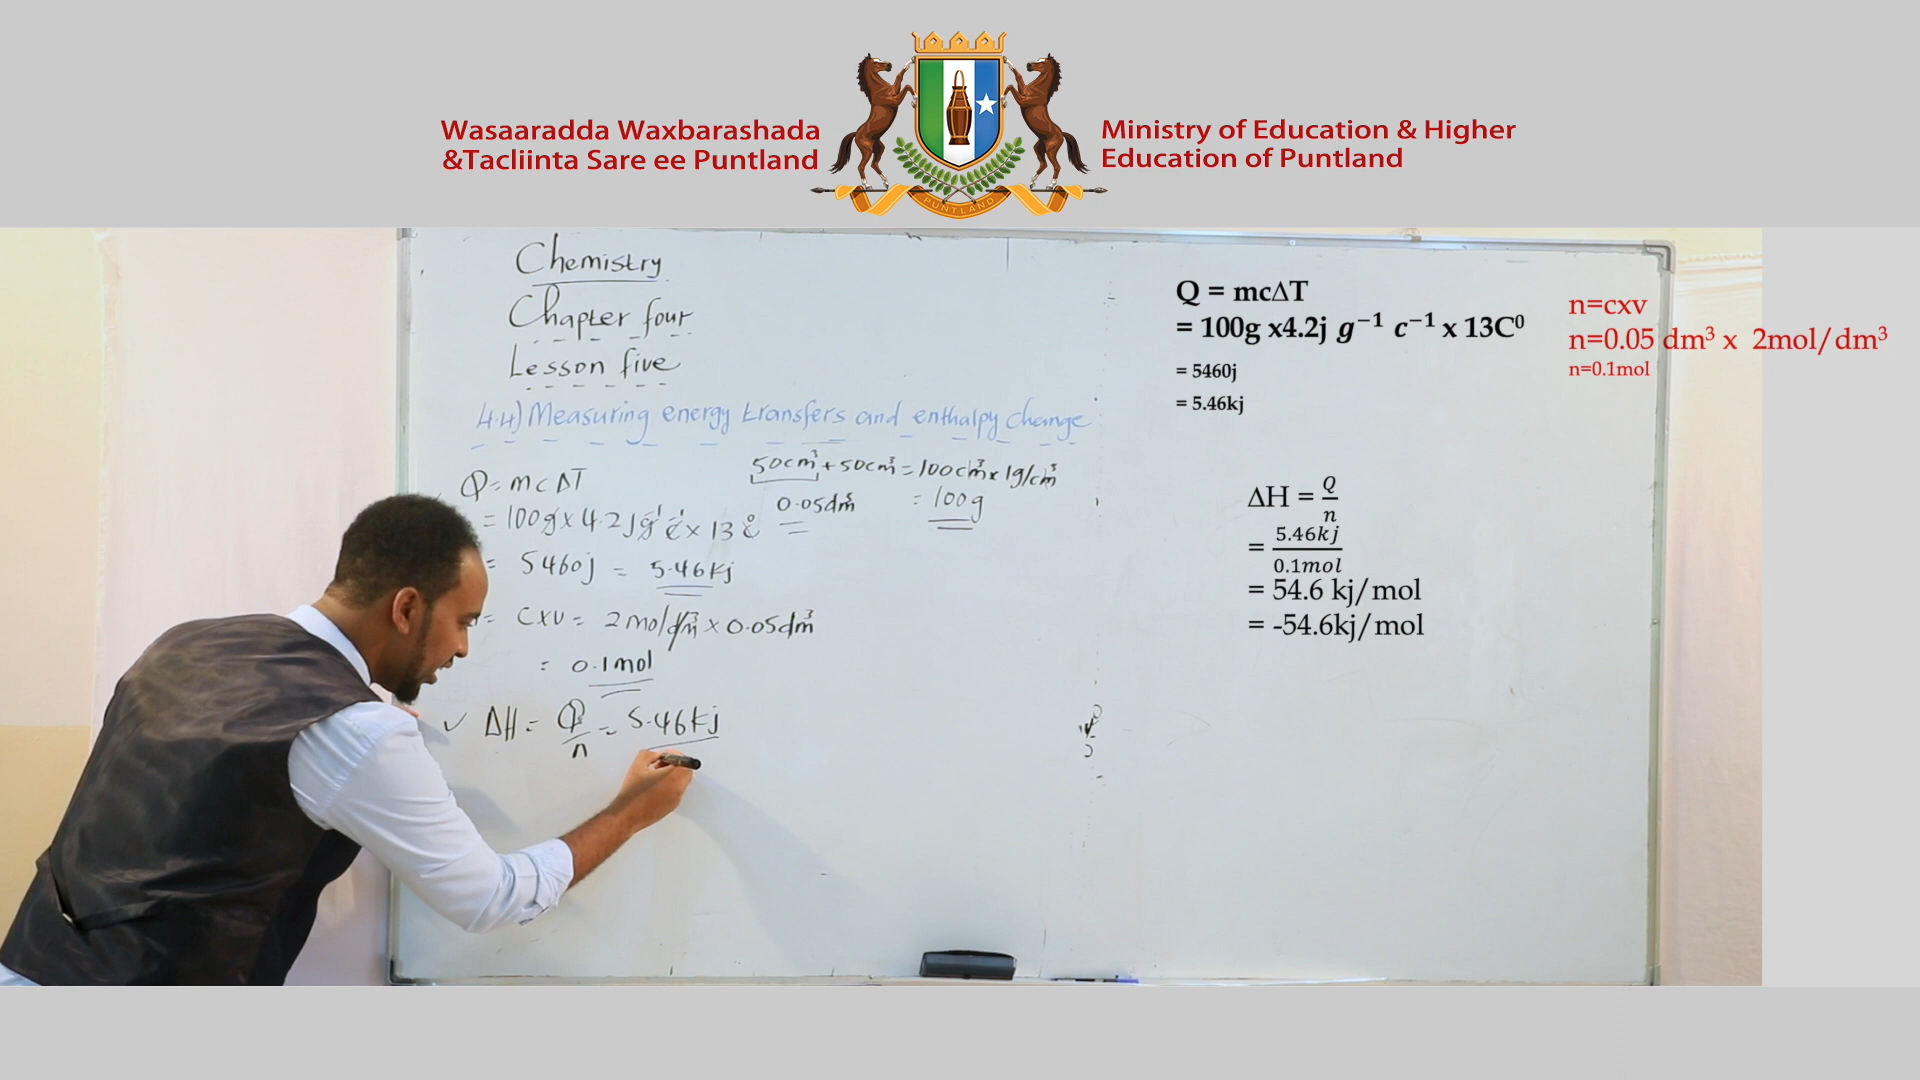 Wasaaradda Waxbarashada
&Tacliinta Sare ee Puntland
Ministry of Education & Higher
Education of Puntland
PUNTLAND
Chemistry
Chapter four
Lesson five
4.4) Measuring energy transfers and enthalpy change
50cm³ + 50cm³ = 100cm³ x 1g/cm³
0.05dm³
= 100g
Q = mcΔT
= 100g x 4.2j g⁻¹ c⁻¹ x 13 c⁰
= 5460j = 5.46kj
= cxv = 2mol/dm³ x 0.05dm³
= 0.1mol
✓ ΔH = Q/n = 5.46kj
Q = mcΔT
= 100g x4.2j g⁻¹ c⁻¹ x 13C⁰
= 5460j
= 5.46kj
n=cxv
n=0.05 dm³ x 2mol/dm³
n=0.1mol
ΔH = Q/n
= 5.46kj/0.1mol
= 54.6 kj/mol
= -54.6kj/mol